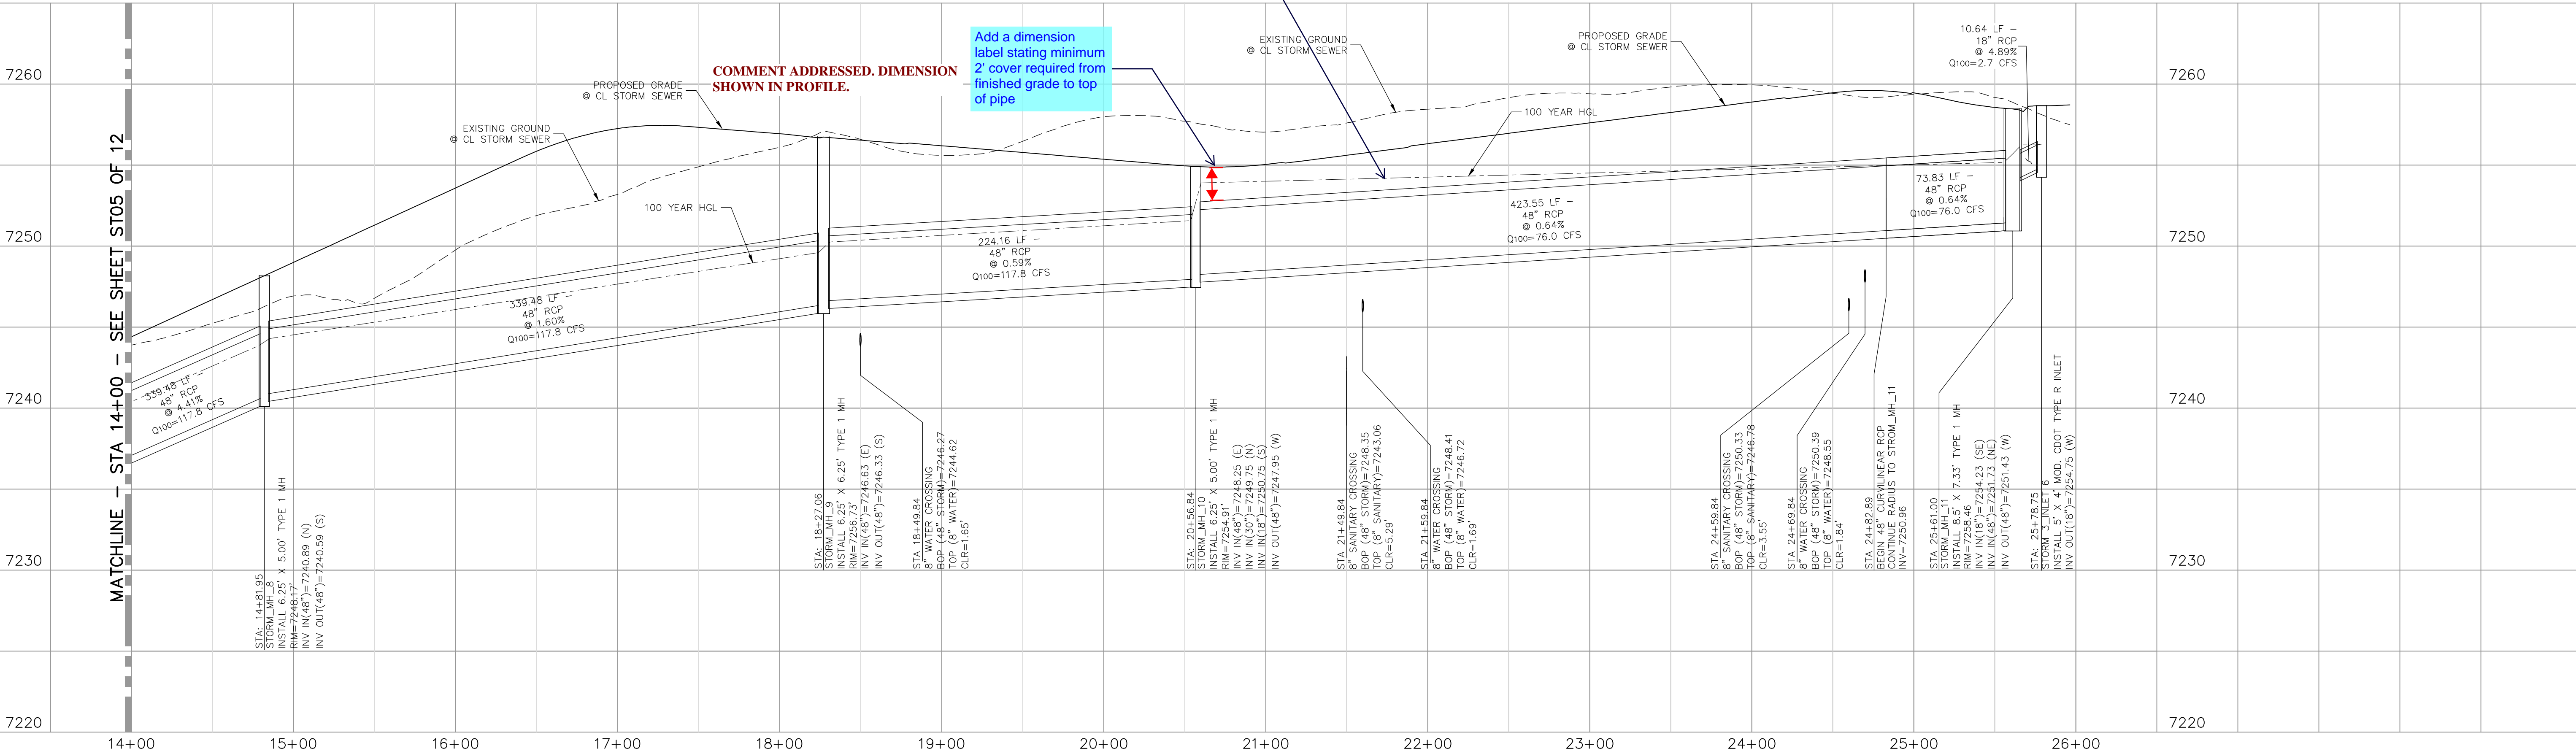 7260
7250
7240
7230
7220
MATCHLINE – STA 14+00 – SEE SHEET ST05 OF 12
EXISTING GROUND
@ CL STORM SEWER
PROPOSED GRADE
@ CL STORM SEWER
COMMENT ADDRESSED. DIMENSION
SHOWN IN PROFILE.
Add a dimension
label stating minimum
2' cover required from
finished grade to top
of pipe
EXISTING GROUND
@ CL STORM SEWER
PROPOSED GRADE
@ CL STORM SEWER
10.64 LF –
18" RCP
@ 4.89%
Q100=2.7 CFS
100 YEAR HGL
100 YEAR HGL
339.48 LF –
48" RCP
@ 4.41%
Q100=117.8 CFS
339.48 LF
48" RCP
@ 1.60%
Q100=117.8 CFS
224.16 LF –
48" RCP
@ 0.59%
Q100=117.8 CFS
423.55 LF –
48" RCP
@ 0.64%
Q100=76.0 CFS
73.83 LF –
48" RCP
@ 0.64%
Q100=76.0 CFS
STA: 14+81.95
STORM_MH_8
INSTALL 6.25' X 5.00' TYPE 1 MH
RIM=7248.17'
INV IN(48")=7240.89 (N)
INV OUT(48")=7240.59 (S)
STA: 18+27.06
STORM_MH_9
INSTALL 6.25' X 6.25' TYPE 1 MH
RIM=7256.73'
INV IN(48")=7246.63 (E)
INV OUT(48")=7246.33 (S)
STA 18+49.84
8" WATER CROSSING
BOP (48" STORM)=7246.27
TOP (8" WATER)=7244.62
CLR=1.65'
STA: 20+56.84
STORM_MH_10
INSTALL 6.25' X 5.00' TYPE 1 MH
RIM=7254.91'
INV IN(48")=7248.25 (E)
INV IN(30")=7249.75 (N)
INV IN(18")=7250.75 (S)
INV OUT(48")=7247.95 (W)
STA 21+49.84
8" SANITARY CROSSING
BOP (48" STORM)=7248.35
TOP (8" SANITARY)=7243.06
CLR=5.29'
STA 21+59.84
8" WATER CROSSING
BOP (48" STORM)=7248.41
TOP (8" WATER)=7246.72
CLR=1.69'
STA 24+59.84
8" SANITARY CROSSING
BOP (48" STORM)=7250.33
TOP (8" SANITARY)=7246.78
CLR=3.55'
STA 24+69.84
8" WATER CROSSING
BOP (48" STORM)=7250.39
TOP (8" WATER)=7248.55
CLR=1.84'
STA 24+82.89
BEGIN 48" CURVILINEAR RCP
CONTINUE RADIUS TO STROM_MH_11
INV=7250.96
STA 25+61.00
STORM_MH_11
INSTALL 8.5' X 7.33' TYPE 1 MH
RIM=7258.46
INV IN(18")=7254.23 (SE)
INV IN(48")=7251.73 (NE)
INV OUT(48")=7251.43 (W)
STA: 25+78.75
STORM 3_INLET 6
INSTALL 5' X 4' MOD. CDOT TYPE R INLET
INV OUT(18")=7254.75 (W)
7260
7250
7240
7230
7220
14+00
15+00
16+00
17+00
18+00
19+00
20+00
21+00
22+00
23+00
24+00
25+00
26+00